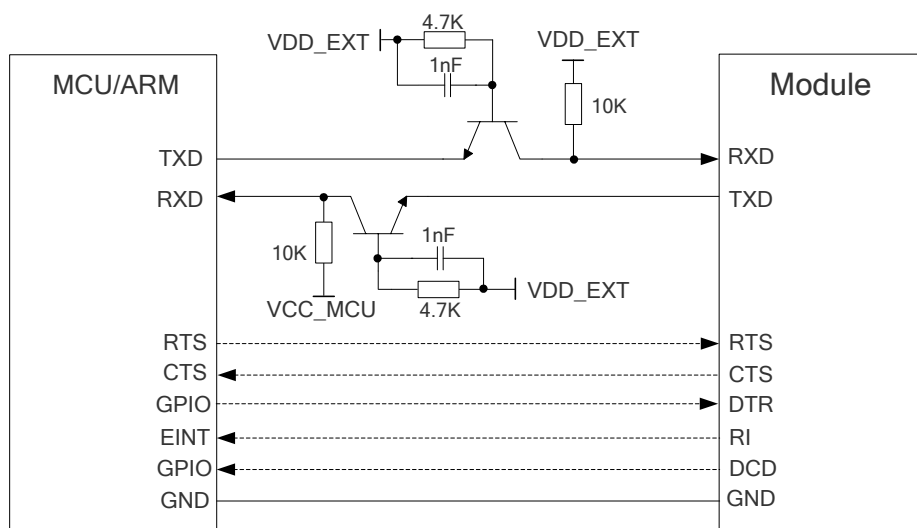 4.7K
VDD_EXT
VDD_EXT
1nF
MCU/ARM
Module
10K
TXD
RXD
RXD
TXD
1nF
10K
VDD_EXT
VCC_MCU
4.7K
RTS
RTS
CTS
CTS
GPIO
DTR
EINT
RI
GPIO
DCD
GND
GND